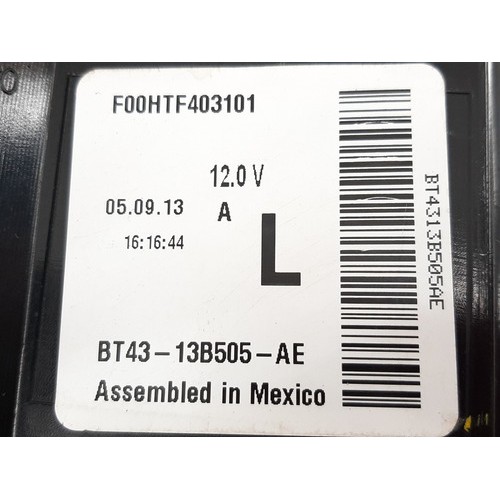 F00HTF403101
12.0 V
05.09.13 A
16:16:44
L
BT43-13B505-AE
Assembled in Mexico
BT4313B505AE